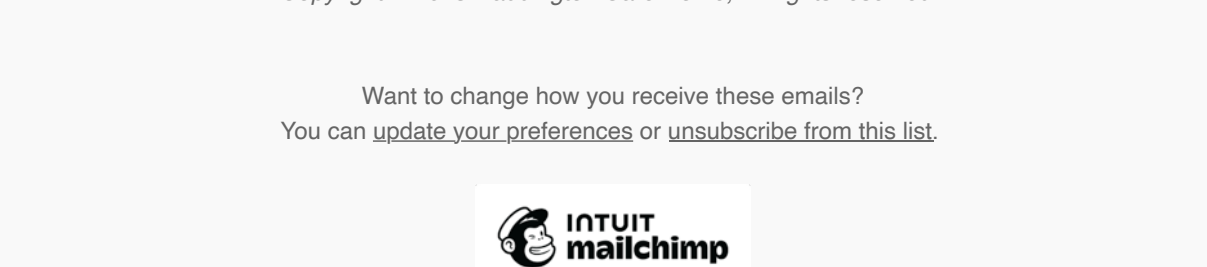 Want to change how you receive these emails?
You can update your preferences or unsubscribe from this list.
INTUIT
mailchimp